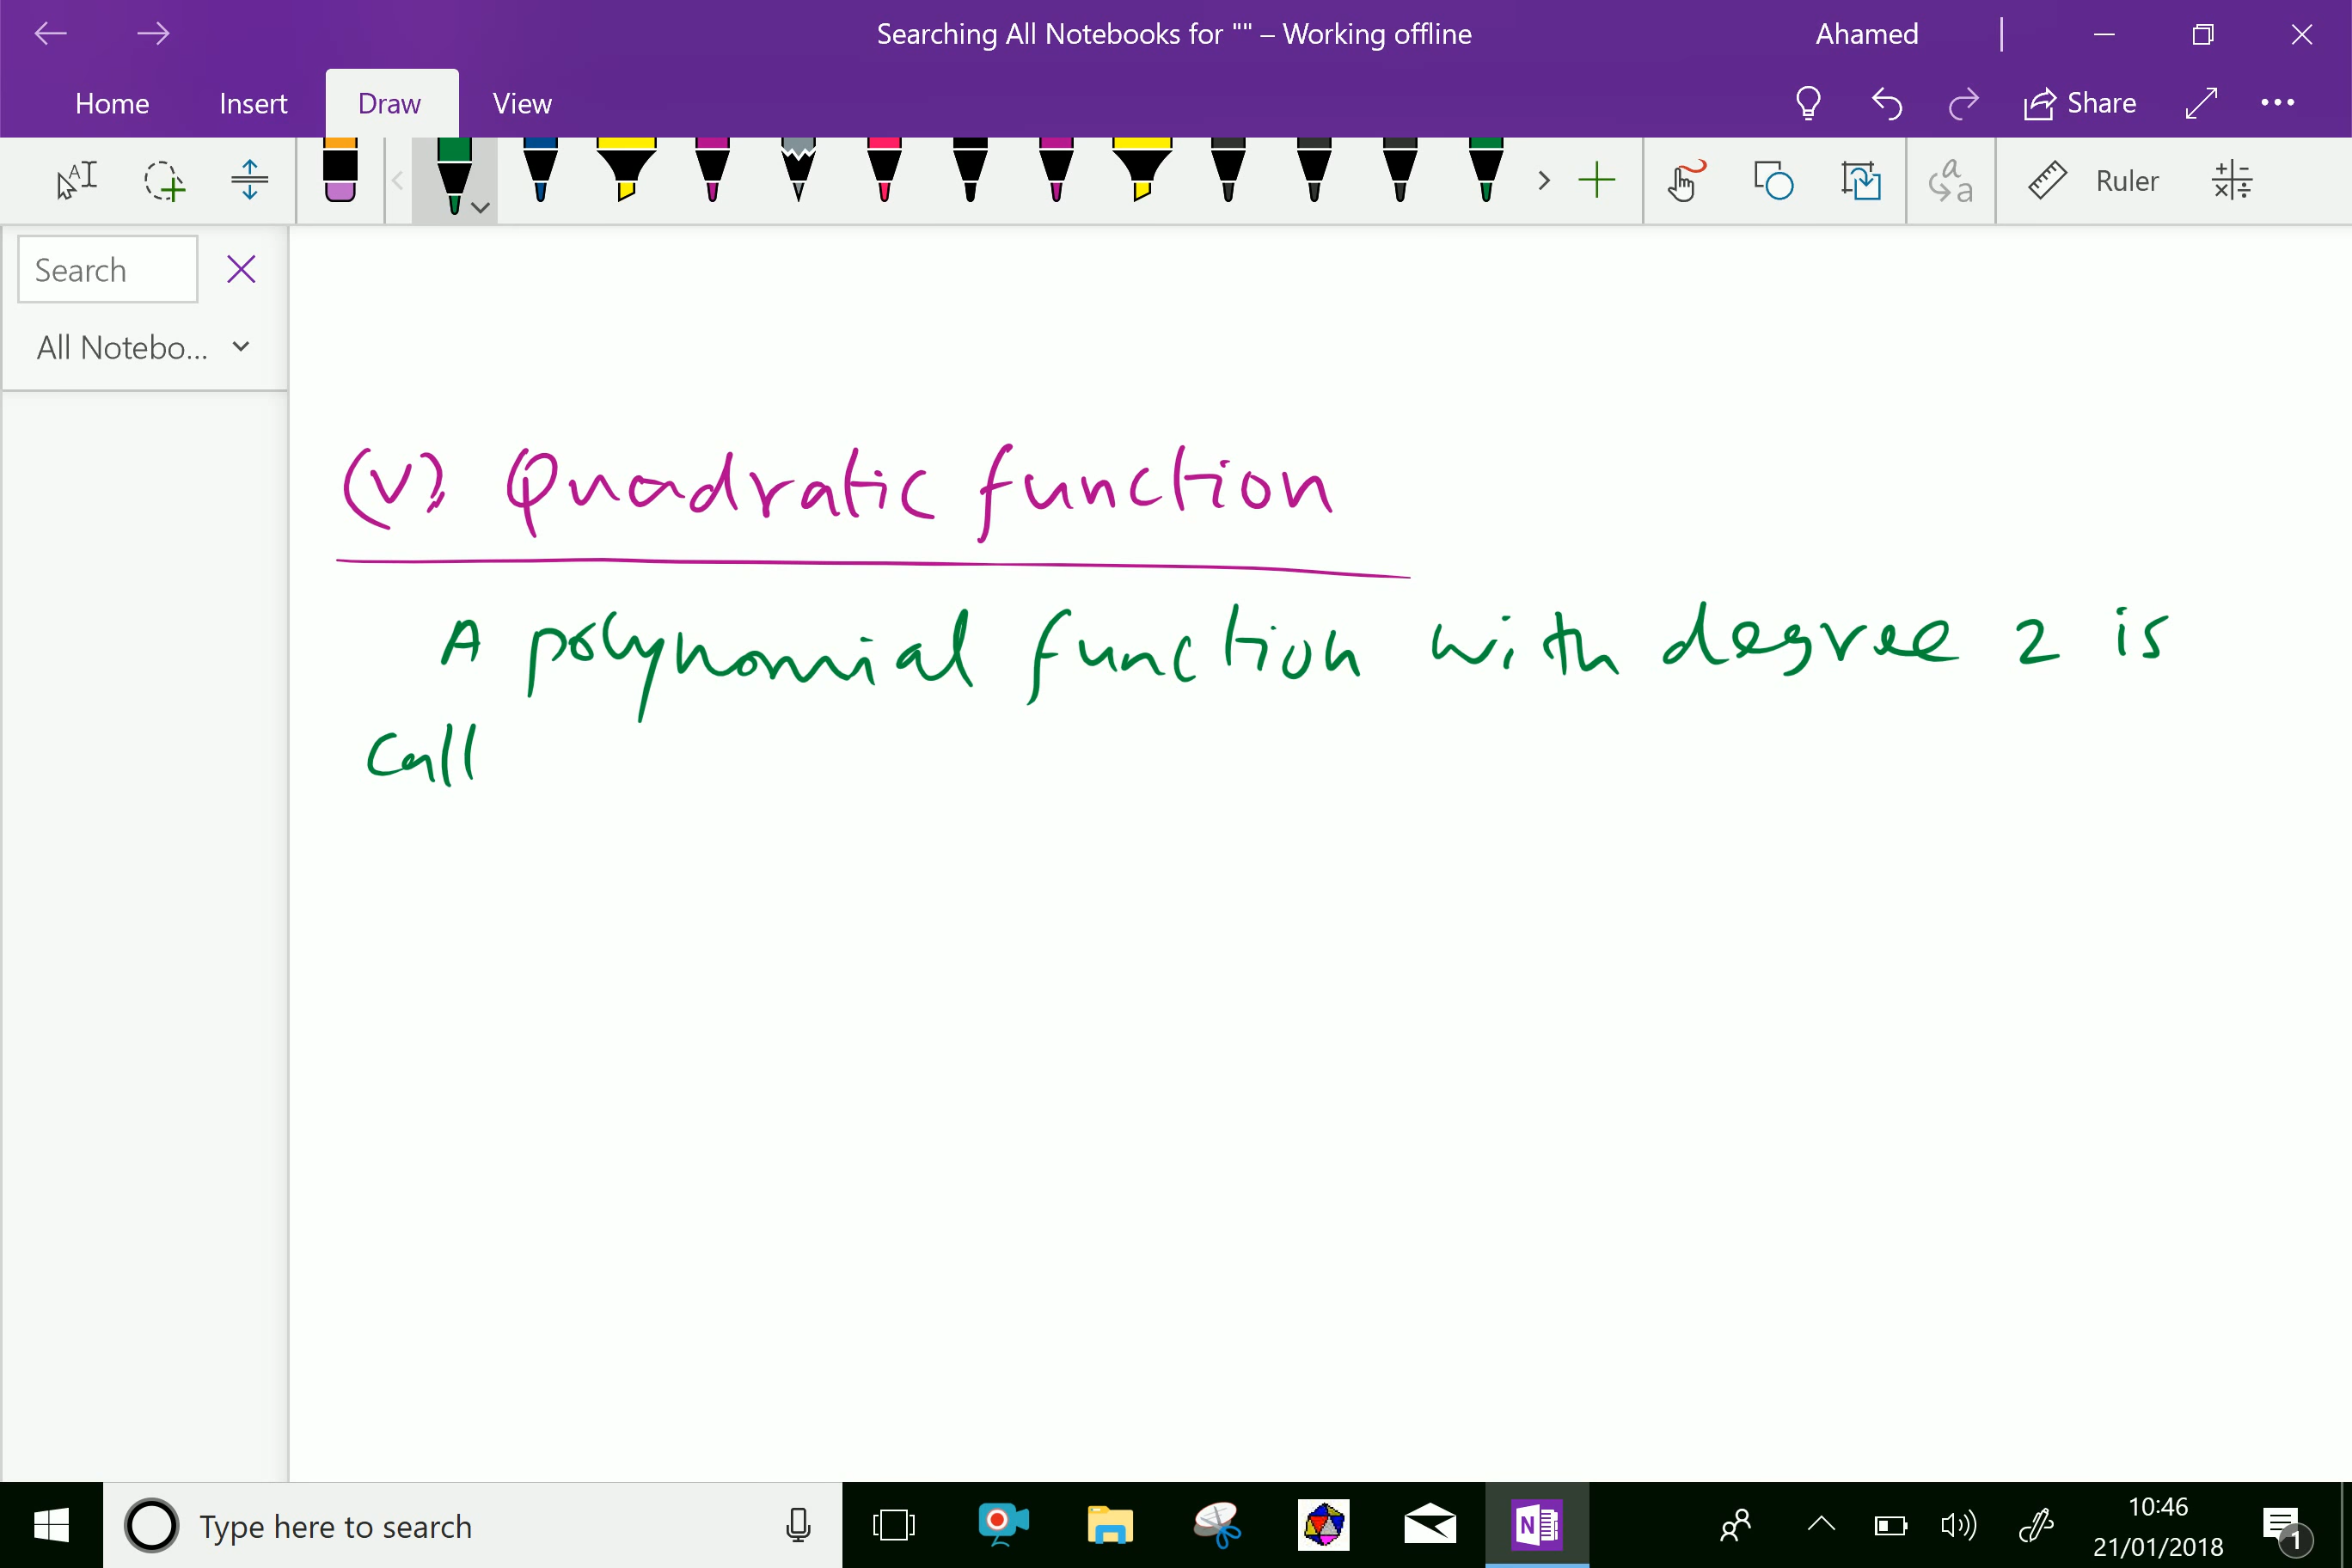 Searching All Notebooks for "" – Working offline
Ahamed
Home Insert Draw View
Share
Ruler
Search
All Notebo...
(v), Quadratic function
A polynomial function with degree 2 is
call
Type here to search
10:46
21/01/2018
1